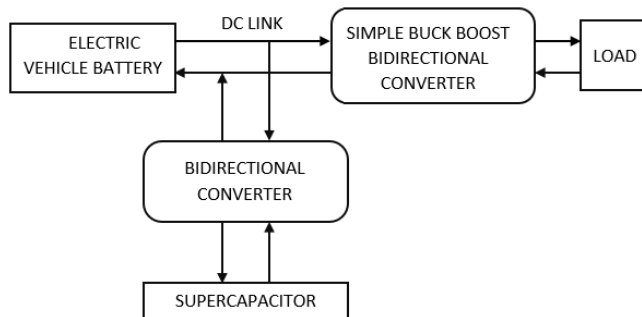 DC LINK
ELECTRIC
VEHICLE BATTERY
SIMPLE BUCK BOOST
BIDIRECTIONAL
CONVERTER
LOAD
BIDIRECTIONAL
CONVERTER
SUPERCAPACITOR